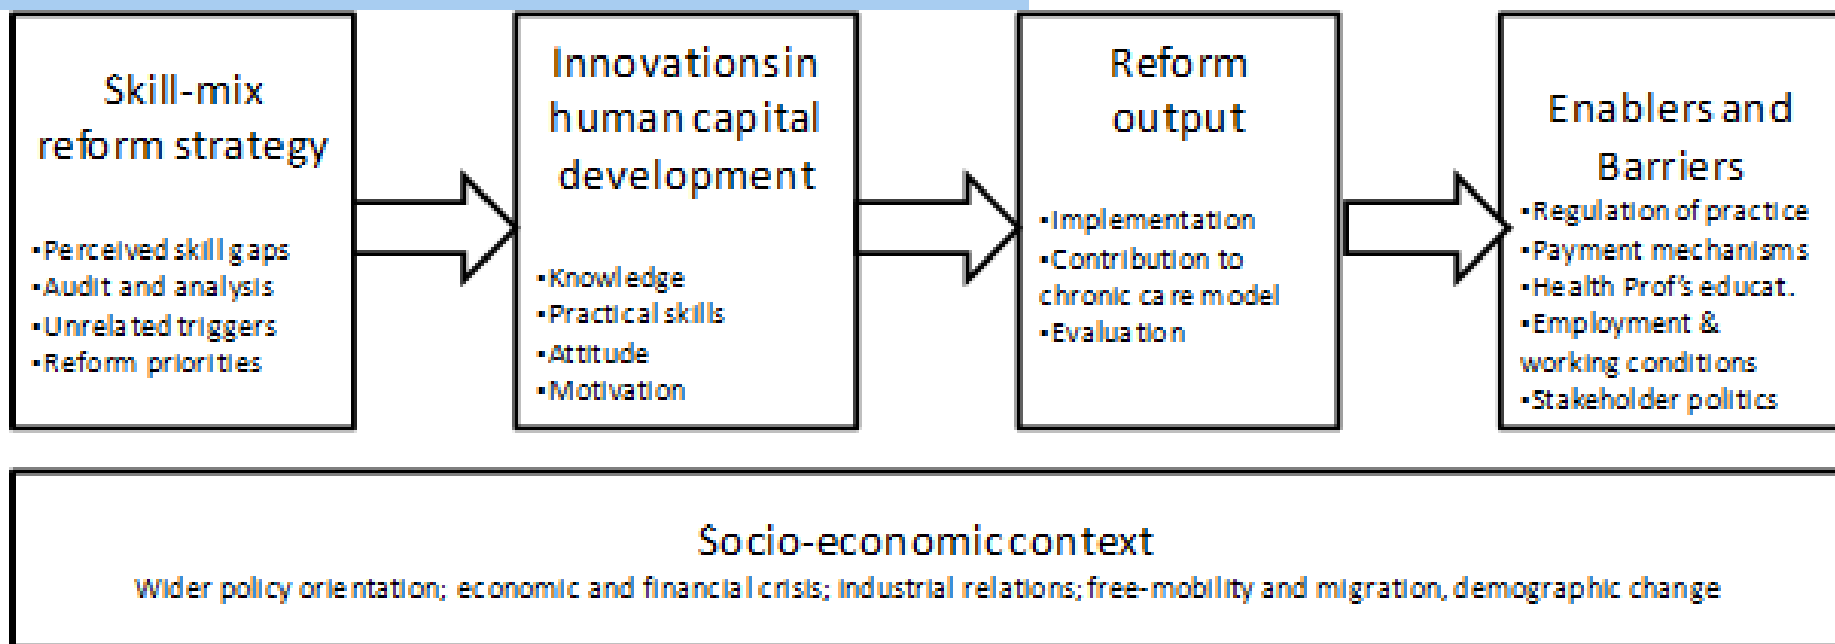 Skill-mix
reform strategy
▪Perceived skill gaps
▪Audit and analysis
▪Unrelated triggers
▪Reform priorities
Innovations in
human capital
development
▪Knowledge
▪Practical skills
▪Attitude
▪Motivation
Reform
output
▪Implementation
▪Contribution to
chronic care model
▪Evaluation
Enablers and
Barriers
▪Regulation of practice
▪Payment mechanisms
▪Health Prof's educat.
▪Employment &
working conditions
▪Stakeholder politics
Socio-economic context
Wider policy orientation; economic and financial crisis; industrial relations; free-mobility and migration, demographic change